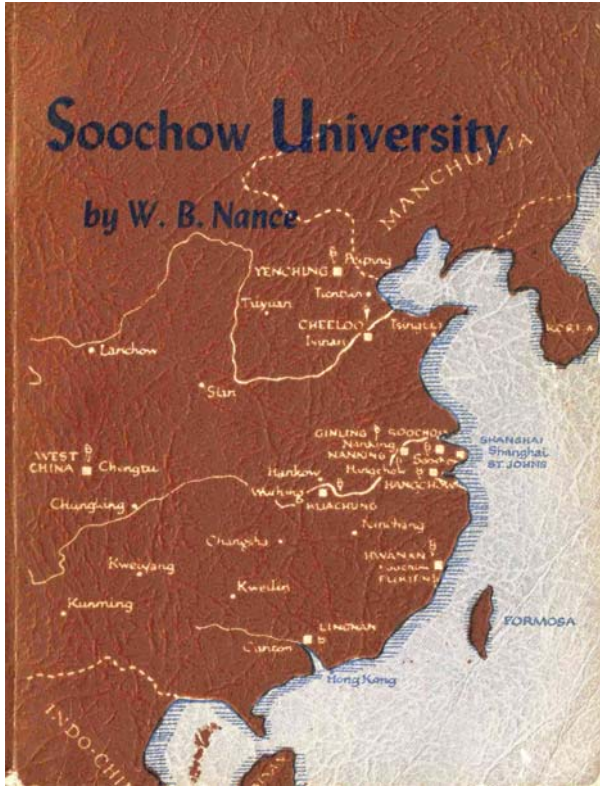 Soochow University
by W. B. Nance
MANCHURIA
Peiping
YENCHING
Tientsin
Taiyuan
CHEELOO
Tsinan
Tsingtao
KOREA
Lanchow
Sian
GINLING
SOOCHOW
Nanking
NANKING
Soochow
SHANGHAI
Shanghai
ST. JOHNS
WEST
CHINA
Chengtu
Hangchow
HANGCHOW
Hankow
Wuchang
HUACHUNG
Chungking
Nanchang
Changsha
HWANAN
Foochow
FUKIEN
Kweiyang
Kweilin
Kunming
FORMOSA
LINGNAN
Canton
Hong Kong
INDO-CHI